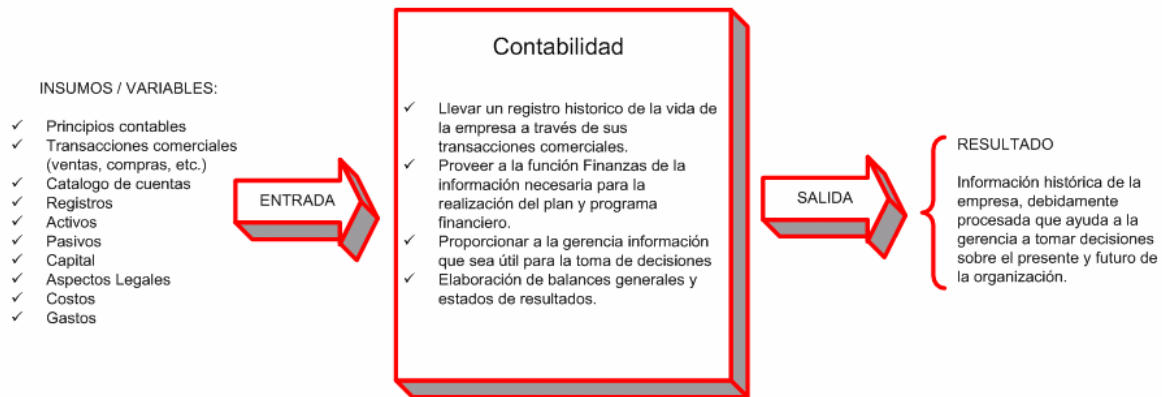 INSUMOS / VARIABLES:
✓ Principios contables
✓ Transacciones comerciales
(ventas, compras, etc.)
✓ Catalogo de cuentas
✓ Registros
✓ Activos
✓ Pasivos
✓ Capital
✓ Aspectos Legales
✓ Costos
✓ Gastos
ENTRADA
Contabilidad
✓ Llevar un registro historico de la vida de
la empresa a través de sus
transacciones comerciales.
✓ Proveer a la función Finanzas de la
información necesaria para la
realización del plan y programa
financiero.
✓ Proporcionar a la gerencia información
que sea útil para la toma de decisiones
✓ Elaboración de balances generales y
estados de resultados.
SALIDA
RESULTADO
Información histórica de la
empresa, debidamente
procesada que ayuda a la
gerencia a tomar decisiones
sobre el presente y futuro de
la organización.